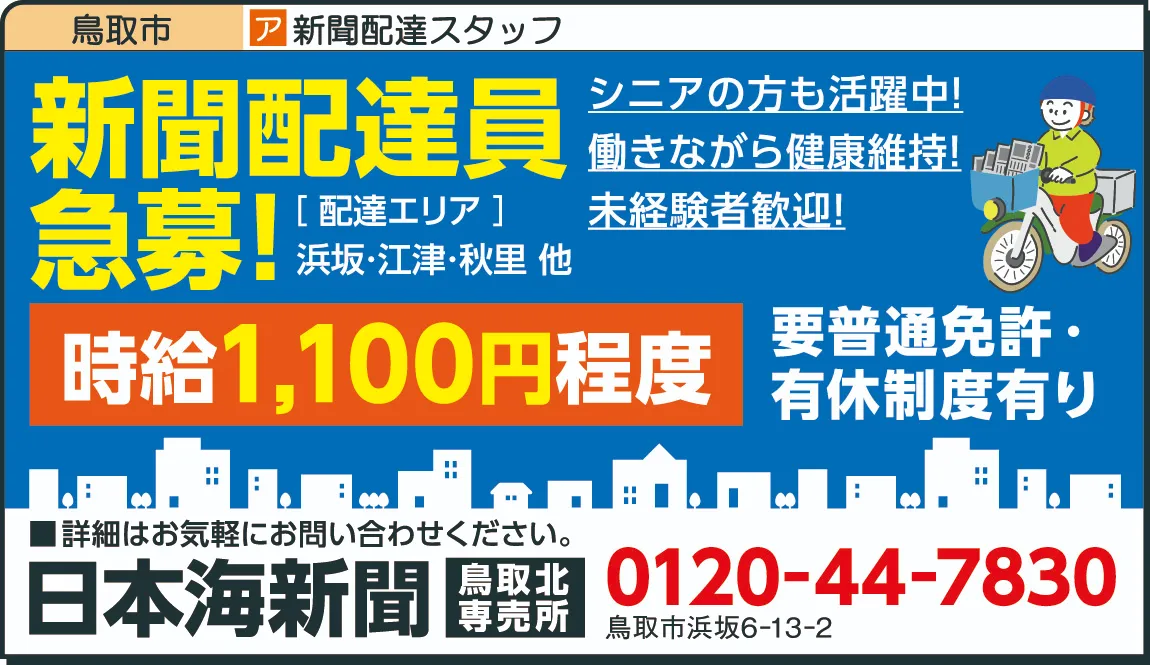 鳥取市
ア 新聞配達スタッフ
新聞配達員
急募!
[ 配達エリア ]
浜坂・江津・秋里 他
シニアの方も活躍中!
働きながら健康維持!
未経験者歓迎!
時給1,100円程度
要普通免許・
有休制度有り
■詳細はお気軽にお問い合わせください。
日本海新聞
鳥取北
専売所
0120-44-7830
鳥取市浜坂6-13-2